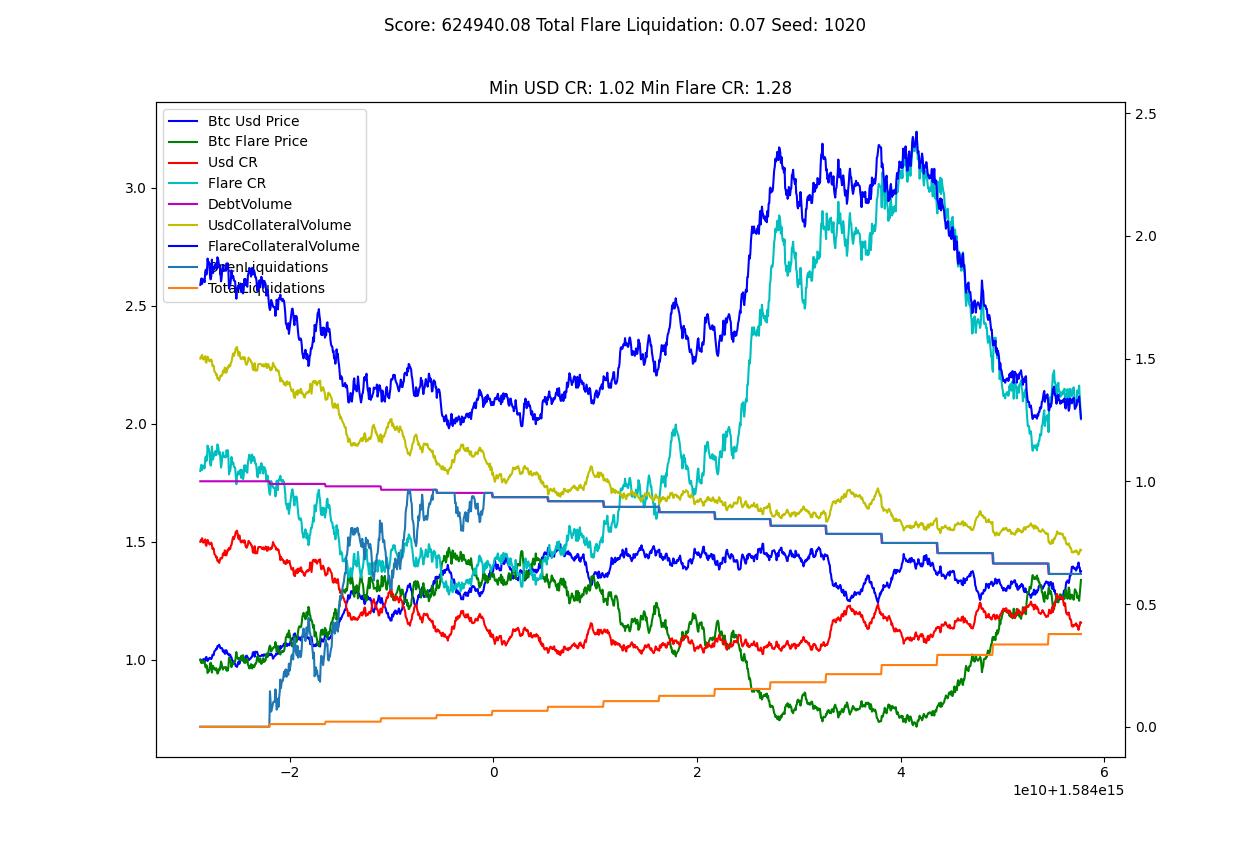 Score: 624940.08 Total Flare Liquidation: 0.07 Seed: 1020
Min USD CR: 1.02 Min Flare CR: 1.28
Btc Usd Price
Btc Flare Price
Usd CR
Flare CR
DebtVolume
UsdCollateralVolume
FlareCollateralVolume
OpenLiquidations
TotalLiquidations
3.0
2.5
2.0
1.5
1.0
2.5
2.0
1.5
1.0
0.5
0.0
−2 0 2 4 6
1e10+1.584e15